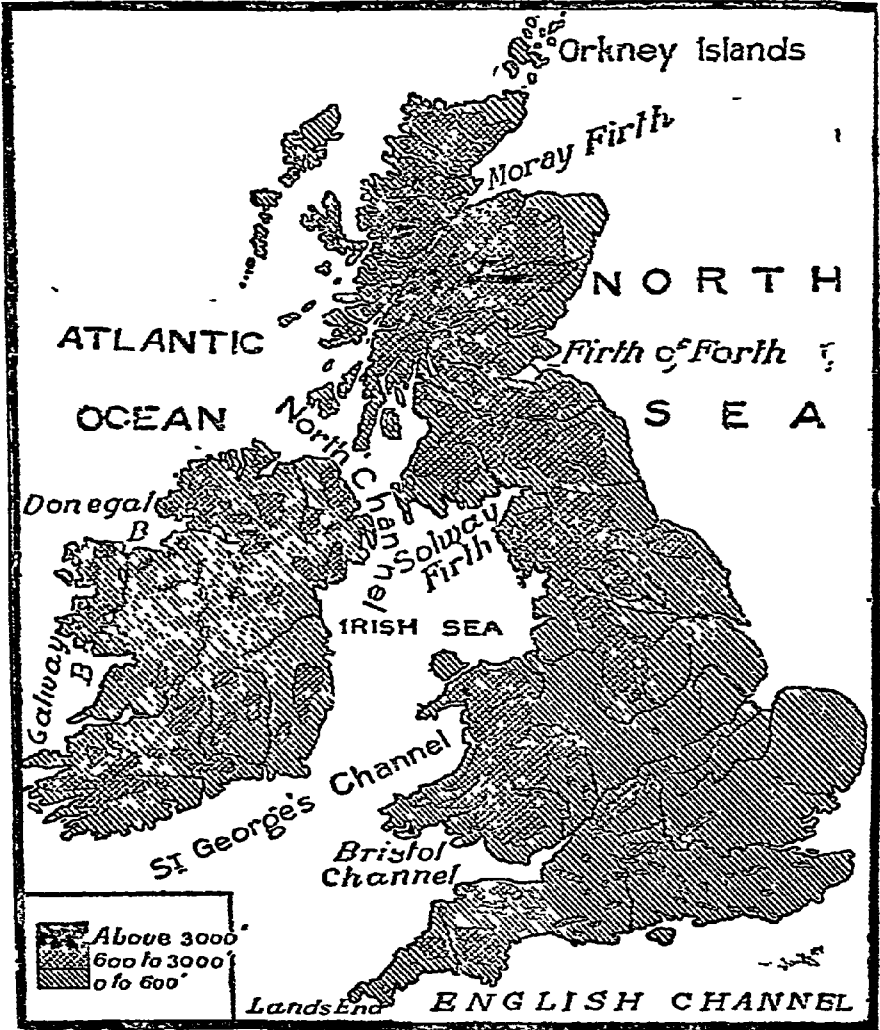 Orkney Islands
Moray Firth
NORTH
SEA
ATLANTIC
OCEAN
Firth of Forth
North Channel
Donegal
B
Solway
Firth
IRISH SEA
Galway
B
St George's Channel
Bristol
Channel
Above 3000'
600 to 3000'
0 to 600'
Lands End
ENGLISH CHANNEL